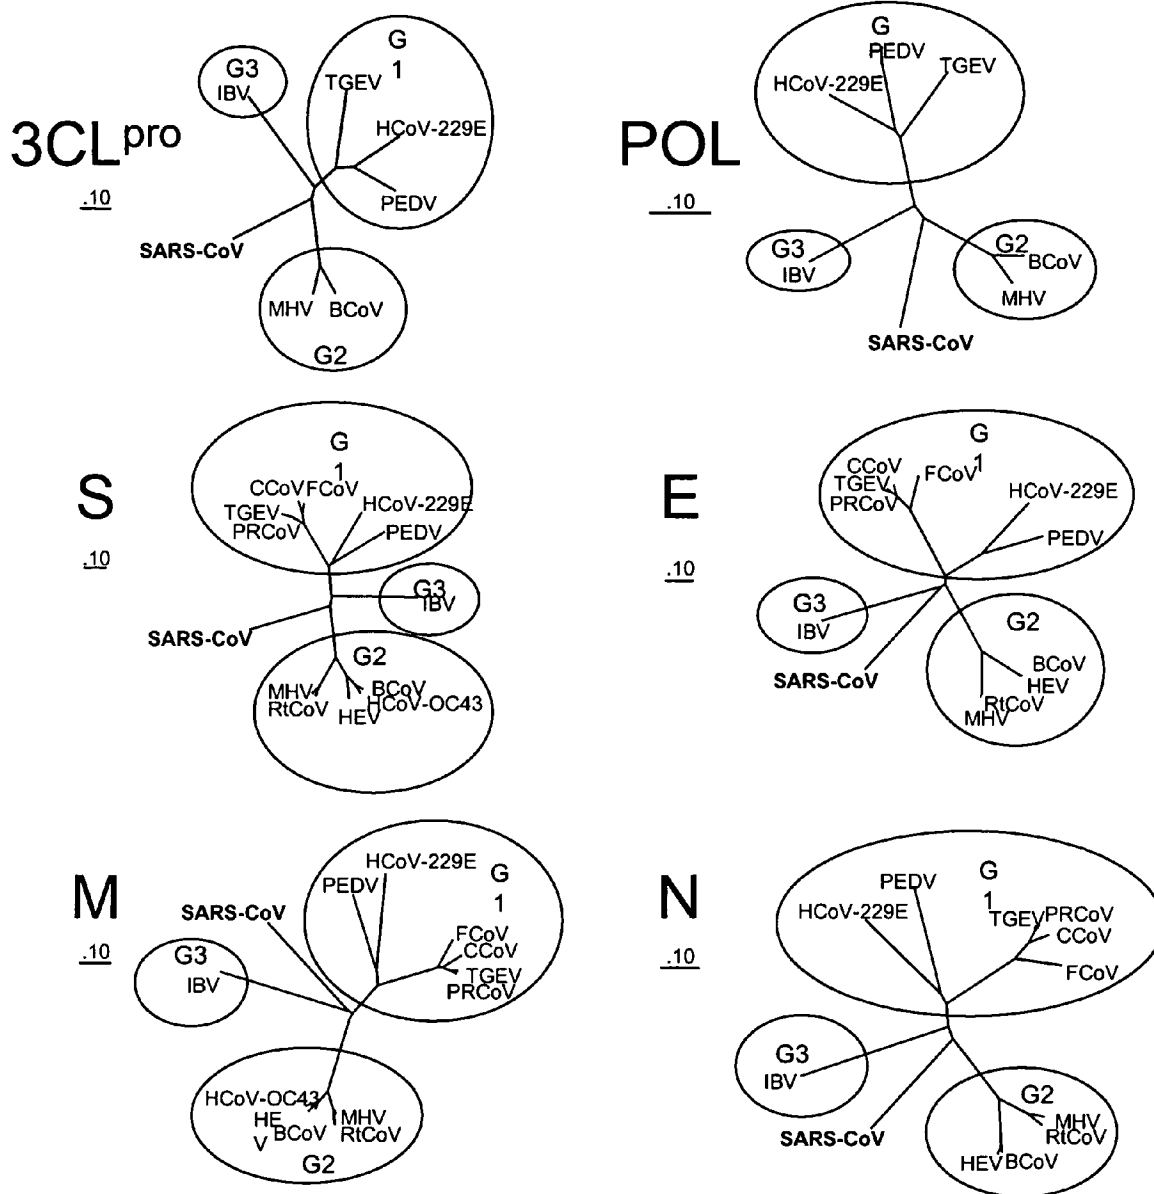 3CLpro
.10
G3
IBV
G
1
TGEV
HCoV-229E
PEDV
SARS-CoV
MHV
BCoV
G2
POL
.10
G
PEDV
HCoV-229E
TGEV
G3
IBV
G2
BCoV
MHV
SARS-CoV
S
.10
G
1
CCoV
FCoV
TGEV
PRCoV
HCoV-229E
PEDV
G3
IBV
SARS-CoV
G2
MHV
RtCoV
BCoV
HCoV-OC43
HEV
E
.10
G
1
CCoV
TGEV
PRCoV
FCoV
HCoV-229E
PEDV
G3
IBV
SARS-CoV
G2
BCoV
HEV
RtCoV
MHV
M
.10
HCoV-229E
G
1
PEDV
SARS-CoV
FCoV
CCoV
TGEV
PRCoV
G3
IBV
HCoV-OC43
HE
V
BCoV
MHV
RtCoV
G2
N
.10
G
1
PEDV
HCoV-229E
TGEV
PRCoV
CCoV
FCoV
G3
IBV
SARS-CoV
G2
MHV
RtCoV
HEV
BCoV